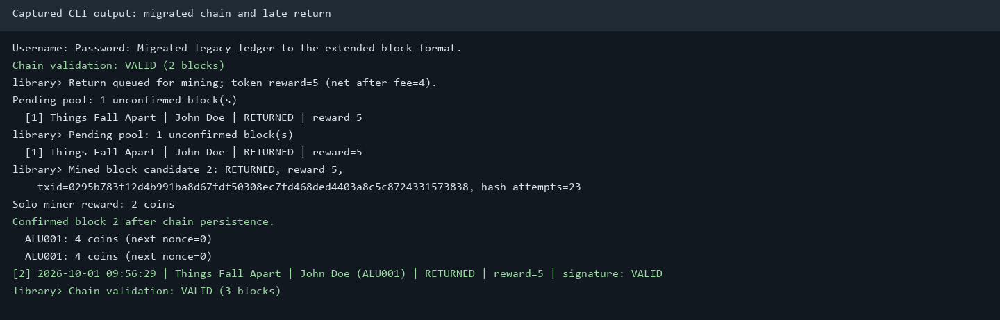 Captured CLI output: migrated chain and late return
Username: Password: Migrated legacy ledger to the extended block format.
Chain validation: VALID (2 blocks)
library> Return queued for mining; token reward=5 (net after fee=4).
Pending pool: 1 unconfirmed block(s)
[1] Things Fall Apart | John Doe | RETURNED | reward=5
library> Pending pool: 1 unconfirmed block(s)
[1] Things Fall Apart | John Doe | RETURNED | reward=5
library> Mined block candidate 2: RETURNED, reward=5,
txid=0295b783f12d4b991ba8d67fdf50308ec7fd468ded4403a8c5c8724331573838, hash attempts=23
Solo miner reward: 2 coins
Confirmed block 2 after chain persistence.
ALU001: 4 coins (next nonce=0)
ALU001: 4 coins (next nonce=0)
[2] 2026-10-01 09:56:29 | Things Fall Apart | John Doe (ALU001) | RETURNED | reward=5 | signature: VALID
library> Chain validation: VALID (3 blocks)